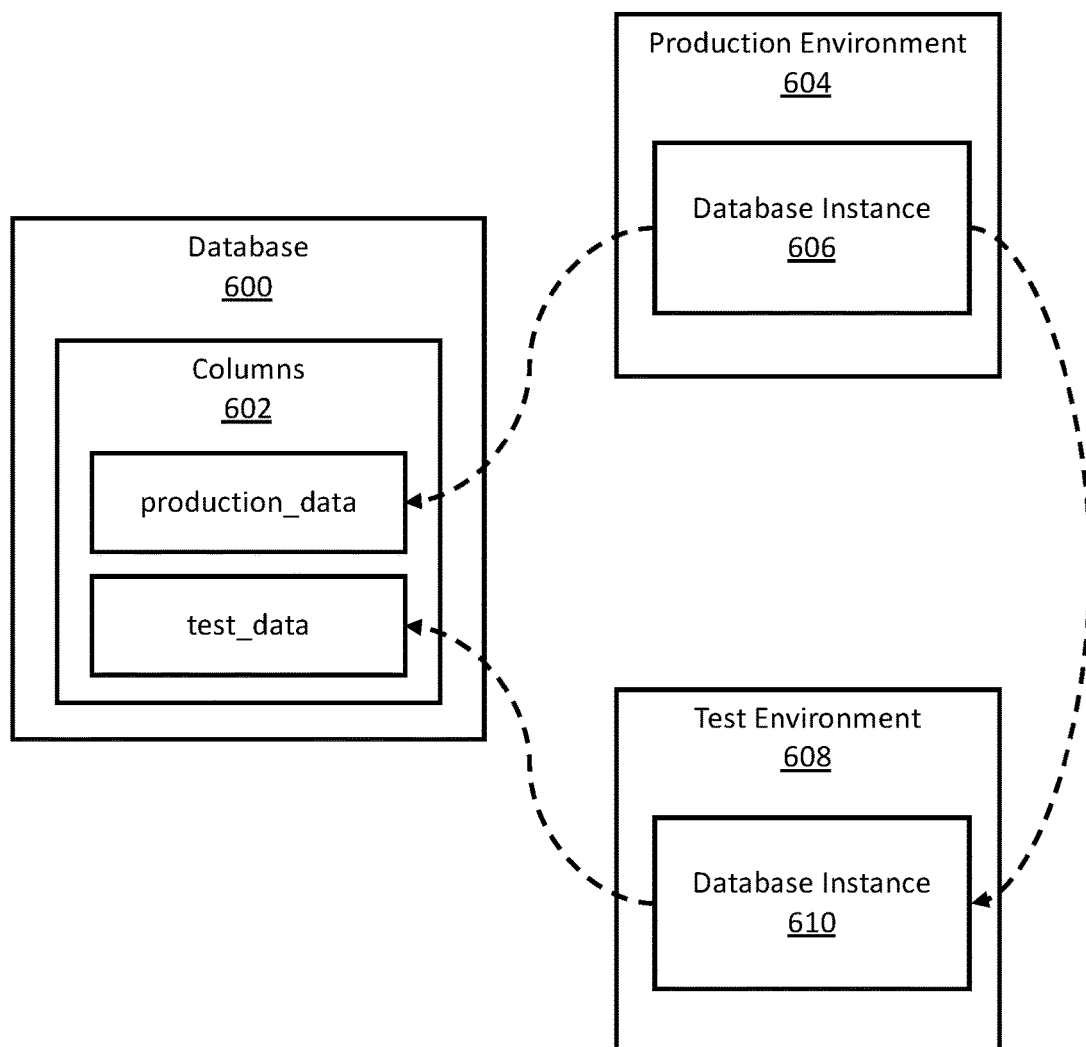 Production Environment
604
Database Instance
606
Database
600
Columns
602
production_data
test_data
Test Environment
608
Database Instance
610